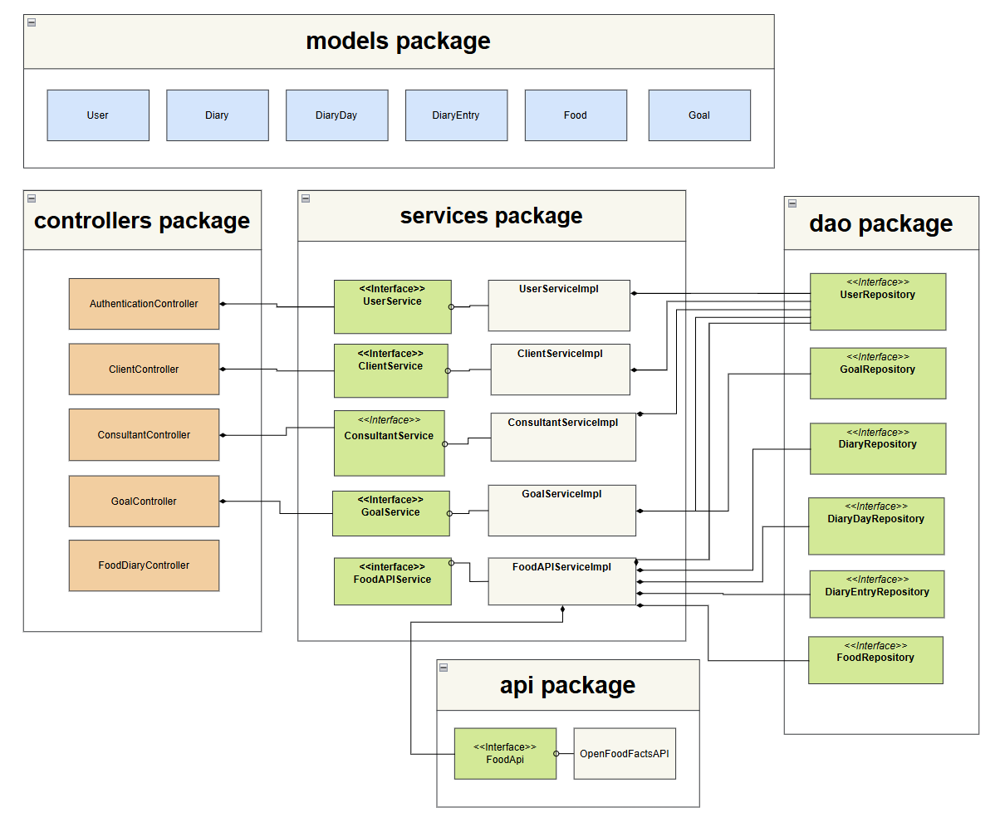 models package
User
Diary
DiaryDay
DiaryEntry
Food
Goal
controllers package
AuthenticationController
ClientController
ConsultantController
GoalController
FoodDiaryController
services package
<<Interface>>
UserService
UserServiceImpl
<<Interface>>
ClientService
ClientServiceImpl
<<Interface>>
ConsultantService
ConsultantServiceImpl
<<Interface>>
GoalService
GoalServiceImpl
<<interface>>
FoodAPIService
FoodAPIServiceImpl
dao package
<<Interface>>
UserRepository
<<Interface>>
GoalRepository
<<Interface>>
DiaryRepository
<<Interface>>
DiaryDayRepository
<<Interface>>
DiaryEntryRepository
<<Interface>>
FoodRepository
api package
<<Interface>>
FoodApi
OpenFoodFactsAPI